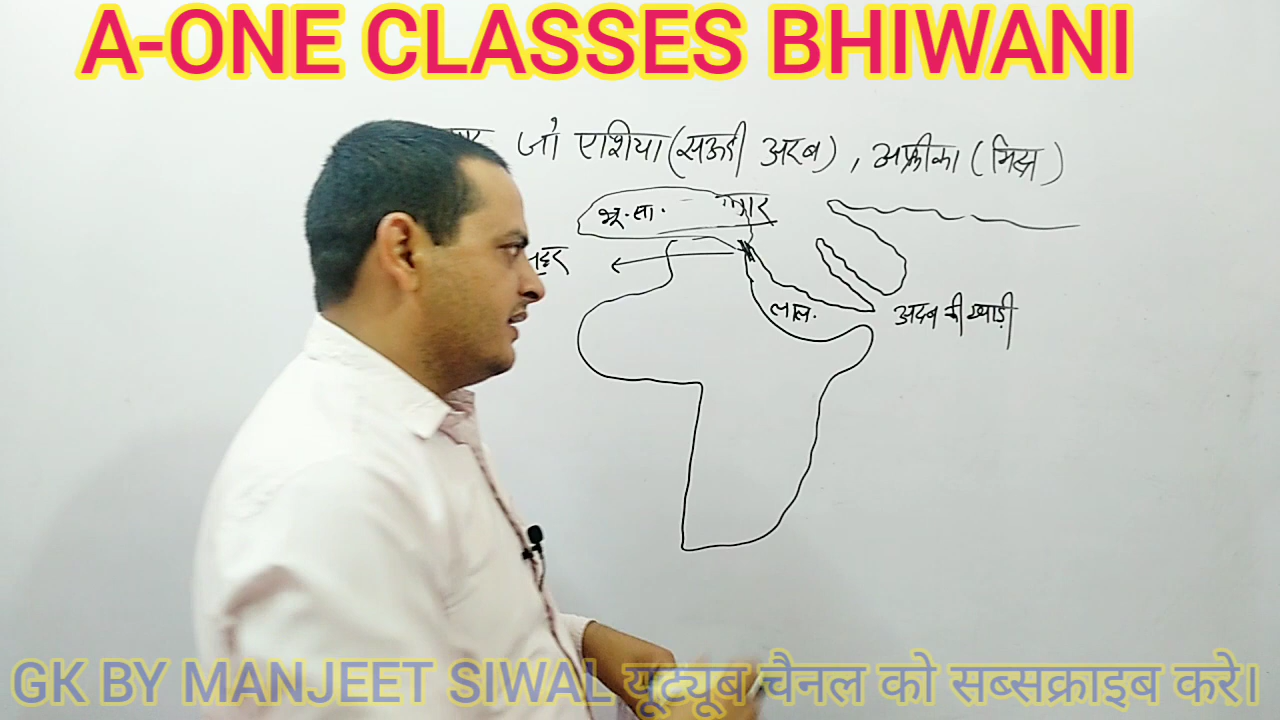 A-ONE CLASSES BHIWANI
जो एशिया (सऊदी अरब), अफ्रीका (मिस्र)
भू. सा.
लाल.
अदन की खाड़ी
GK BY MANJEET SIWAL यूट्यूब चैनल को सब्सक्राइब करे।